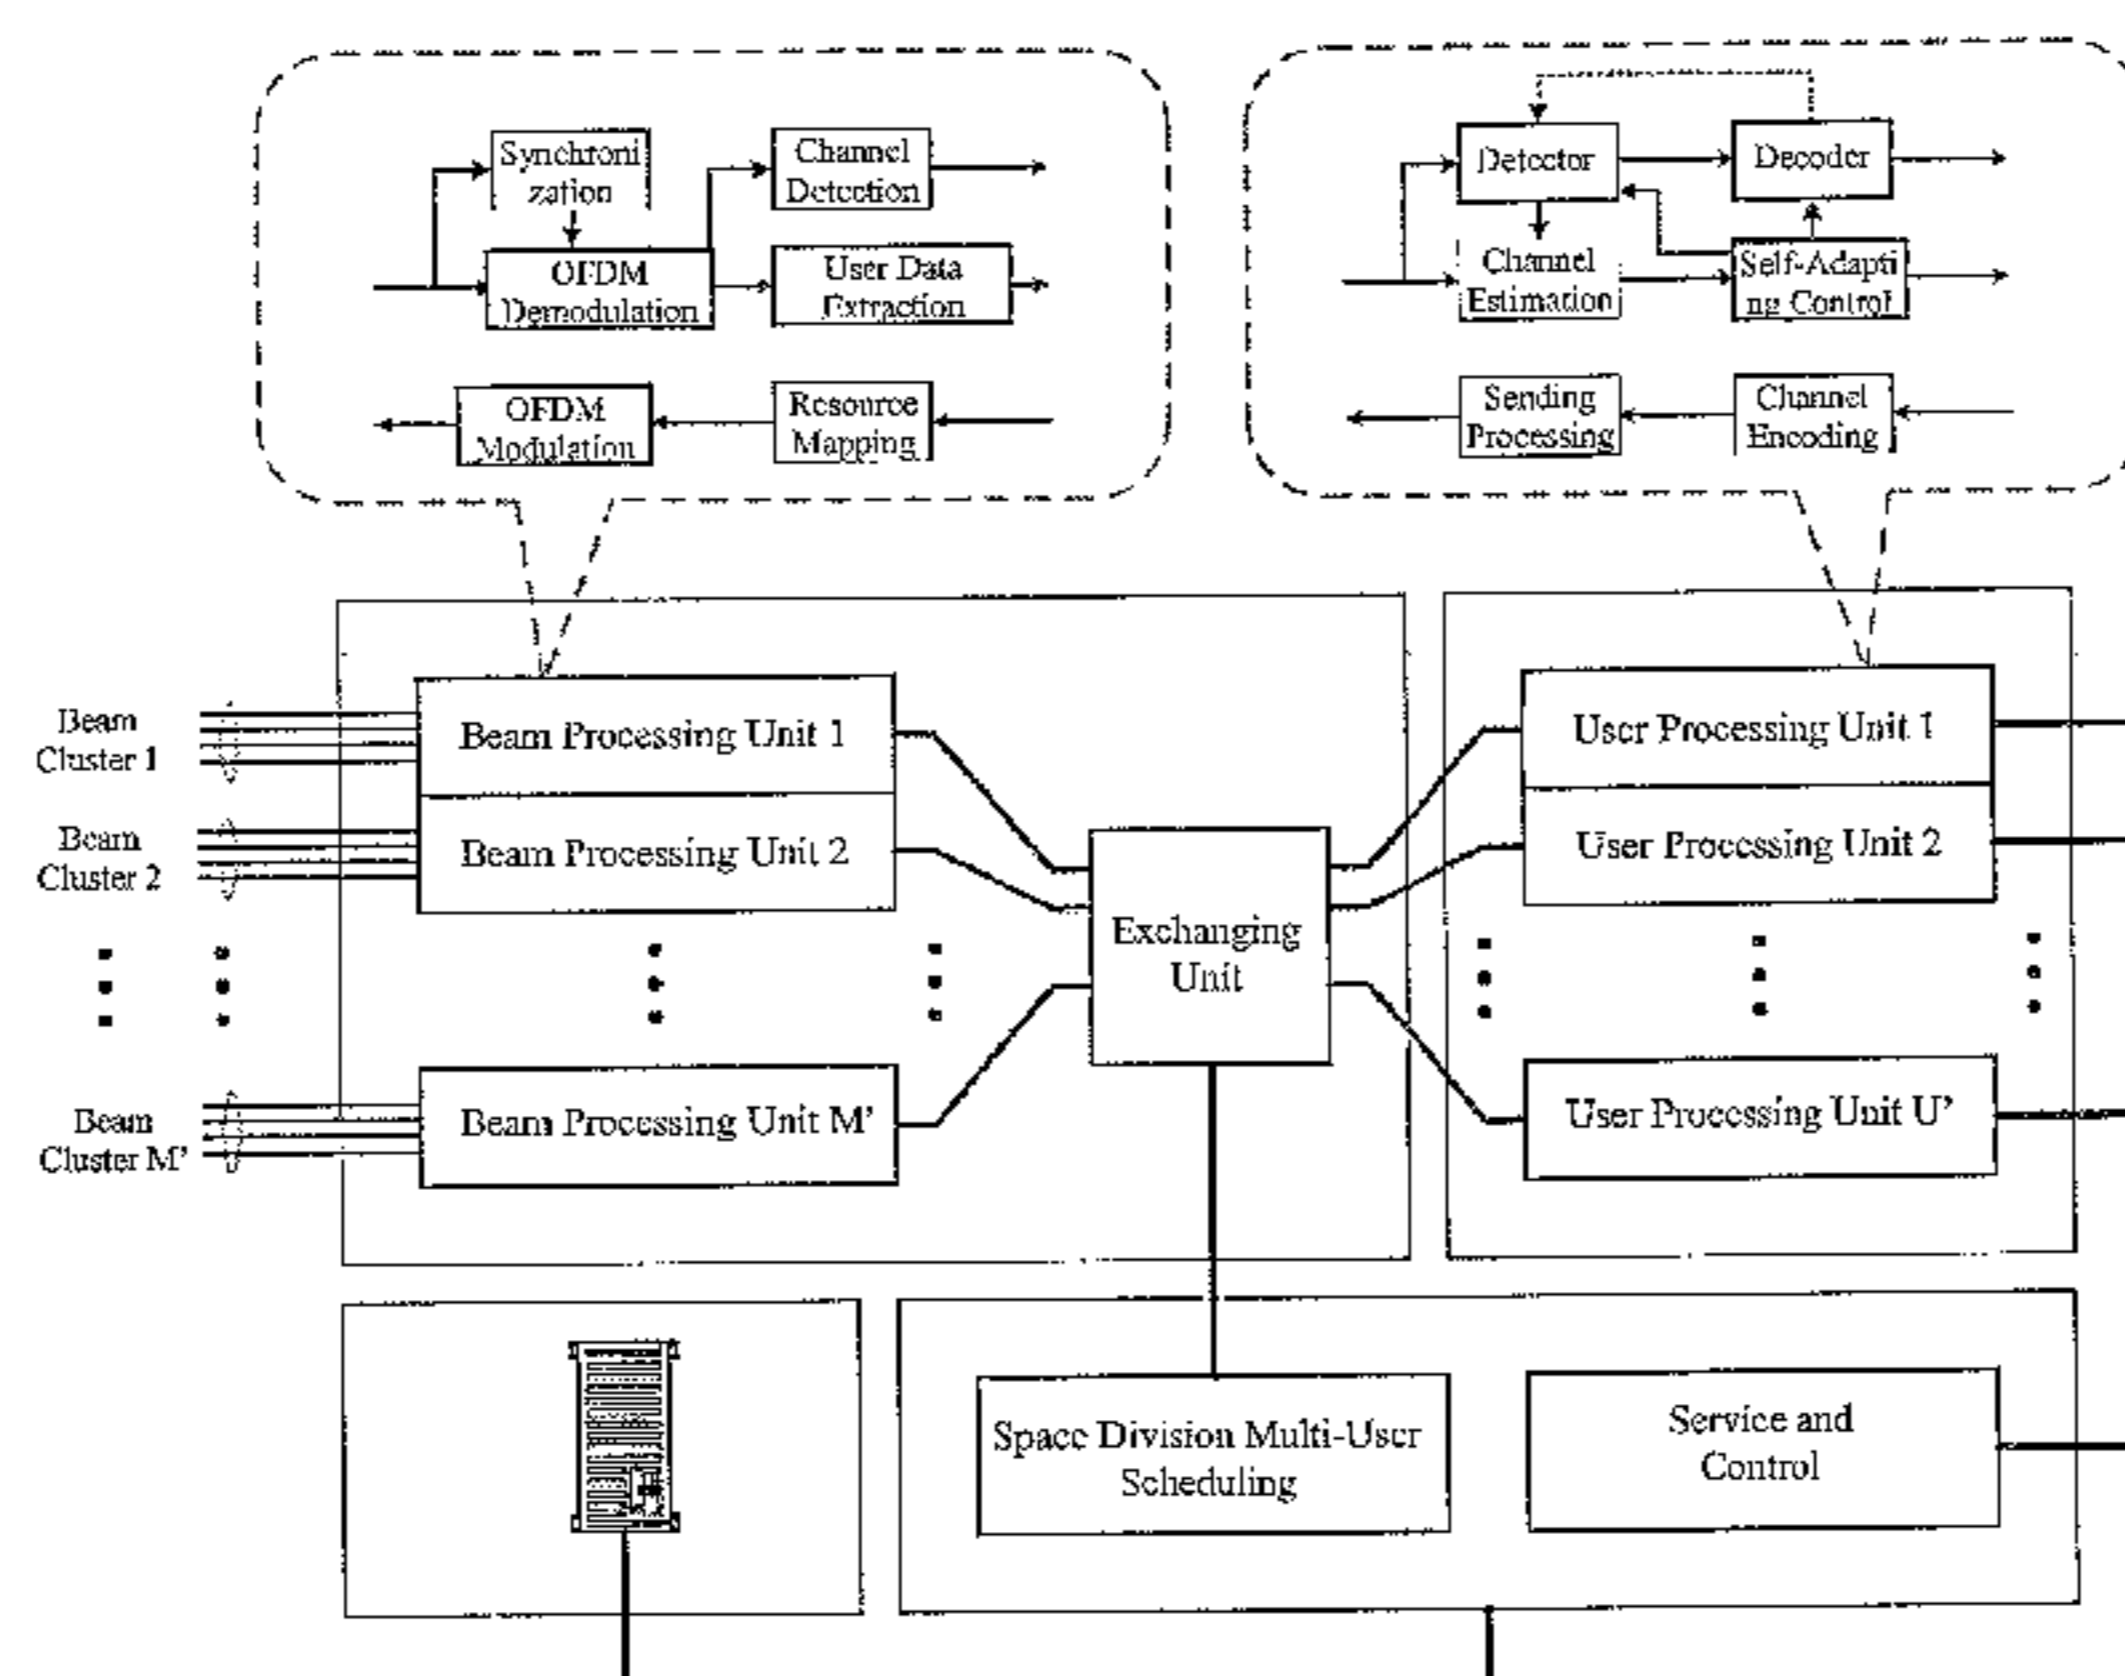 Synchroni
zation
Channel
Detection
OFDM
Demodulation
User Data
Extraction
OFDM
Modulation
Resource
Mapping
Detector
Decoder
Channel
Estimation
Self-Adapti
ng Control
Sending
Processing
Channel
Encoding
Beam
Cluster 1
Beam Processing Unit 1
User Processing Unit 1
Beam
Cluster 2
Beam Processing Unit 2
User Processing Unit 2
Exchanging
Unit
Beam
Cluster M'
Beam Processing Unit M'
User Processing Unit U'
Space Division Multi-User
Scheduling
Service and
Control